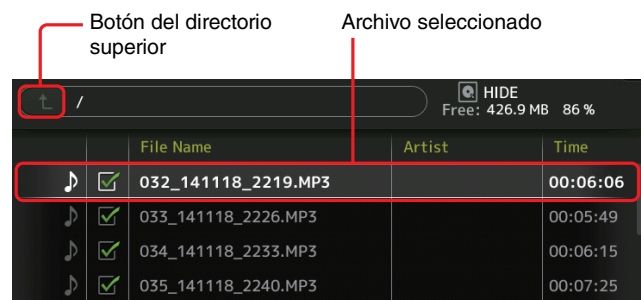 Botón del directorio
superior
Archivo seleccionado
/
HIDE
Free: 426.9 MB 86 %
File Name Artist Time
032_141118_2219.MP3 00:06:06
033_141118_2226.MP3 00:05:49
034_141118_2233.MP3 00:06:15
035_141118_2240.MP3 00:07:25